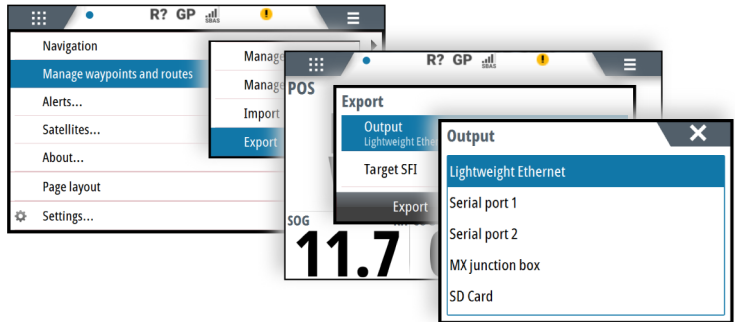 R? GP SBAS !
Navigation
Manage waypoints and routes
Alerts...
Satellites...
About...
Page layout
Settings...
Manage
Manage
Import
Export
R? GP SBAS !
POS
Export
Output
Lightweight Ethe
Target SFI
Export
SOG
11.7
Output
Lightweight Ethernet
Serial port 1
Serial port 2
MX junction box
SD Card